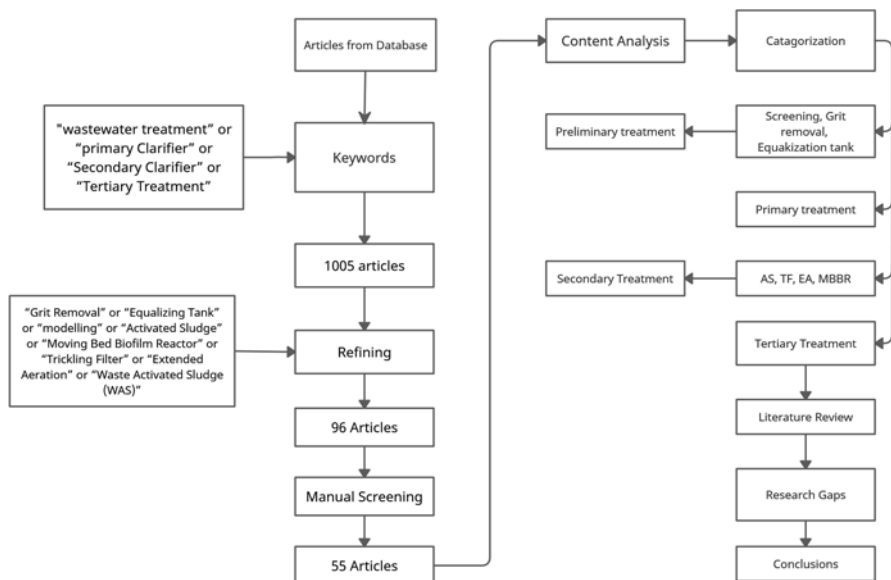 Articles from Database
"wastewater treatment” or
“primary Clarifier” or
“Secondary Clarifier” or
“Tertiary Treatment”
Keywords
1005 articles
“Grit Removal” or “Equalizing Tank”
or “modelling” or “Activated Sludge”
or “Moving Bed Biofilm Reactor” or
“Trickling Filter” or “Extended
Aeration” or “Waste Activated Sludge
(WAS)”
Refining
96 Articles
Manual Screening
55 Articles
Content Analysis
Catagorization
Preliminary treatment
Screening, Grit
removal,
Equakization tank
Primary treatment
Secondary Treatment
AS, TF, EA, MBBR
Tertiary Treatment
Literature Review
Research Gaps
Conclusions